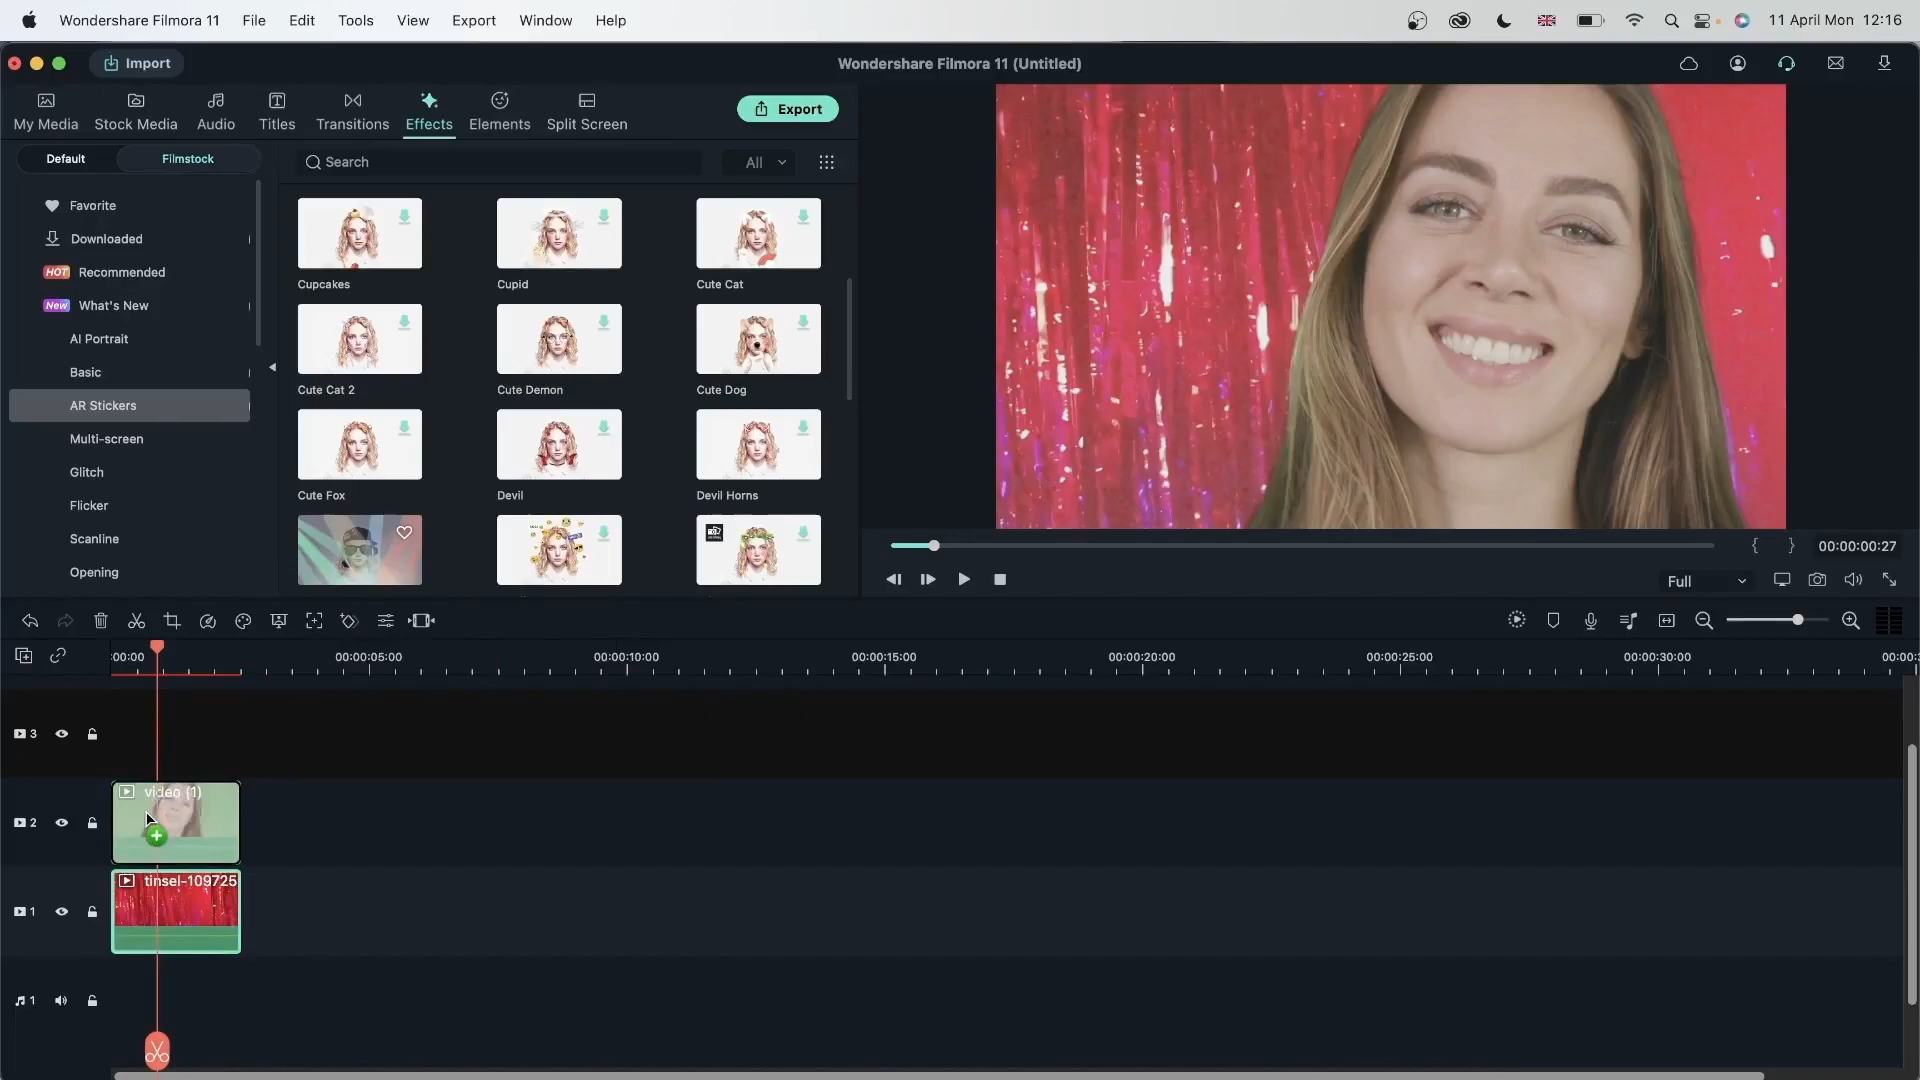 Wondershare Filmora 11 File Edit Tools View Export Window Help 11 April Mon 12:16
Import Wondershare Filmora 11 (Untitled)
My Media Stock Media Audio Titles Transitions Effects Elements Split Screen Export
Default Filmstock Search All
Favorite
Downloaded
HOT Recommended
New What's New
AI Portrait
Basic
AR Stickers
Multi-screen
Glitch
Flicker
Scanline
Opening
Cupcakes Cupid Cute Cat
Cute Cat 2 Cute Demon Cute Dog
Cute Fox Devil Devil Horns
{ } 00:00:00:27
Full
:00:00 00:00:05:00 00:00:10:00 00:00:15:00 00:00:20:00 00:00:25:00 00:00:30:00 00:00:
3
video (1)
2
tinsel-109725
1
1